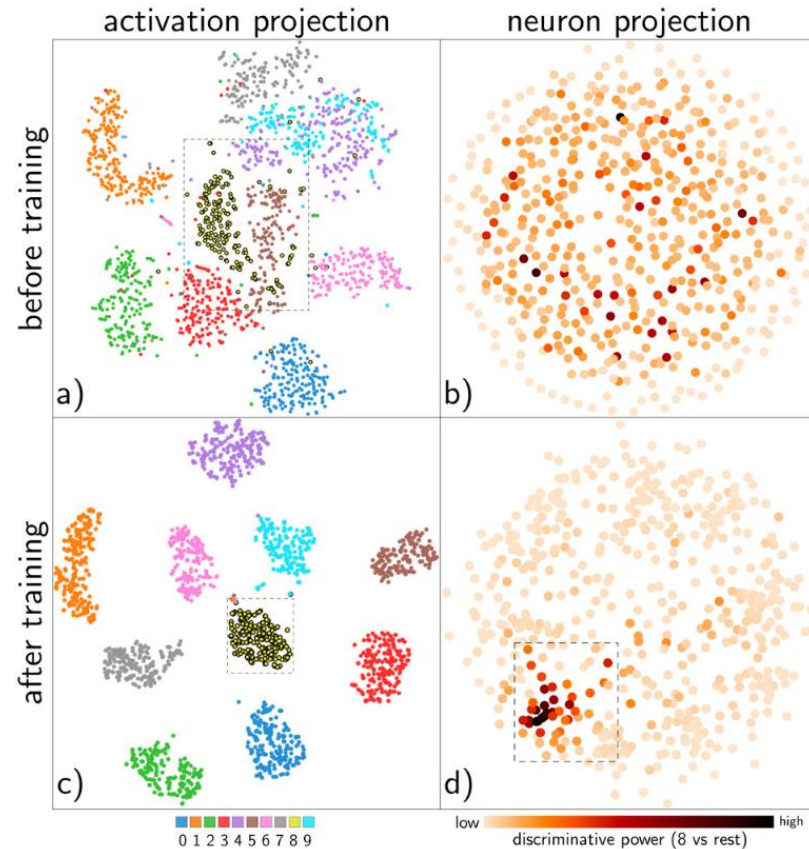 activation projection
neuron projection
before training
a)
b)
after training
c)
d)
0 1 2 3 4 5 6 7 8 9
low
high
discriminative power (8 vs rest)